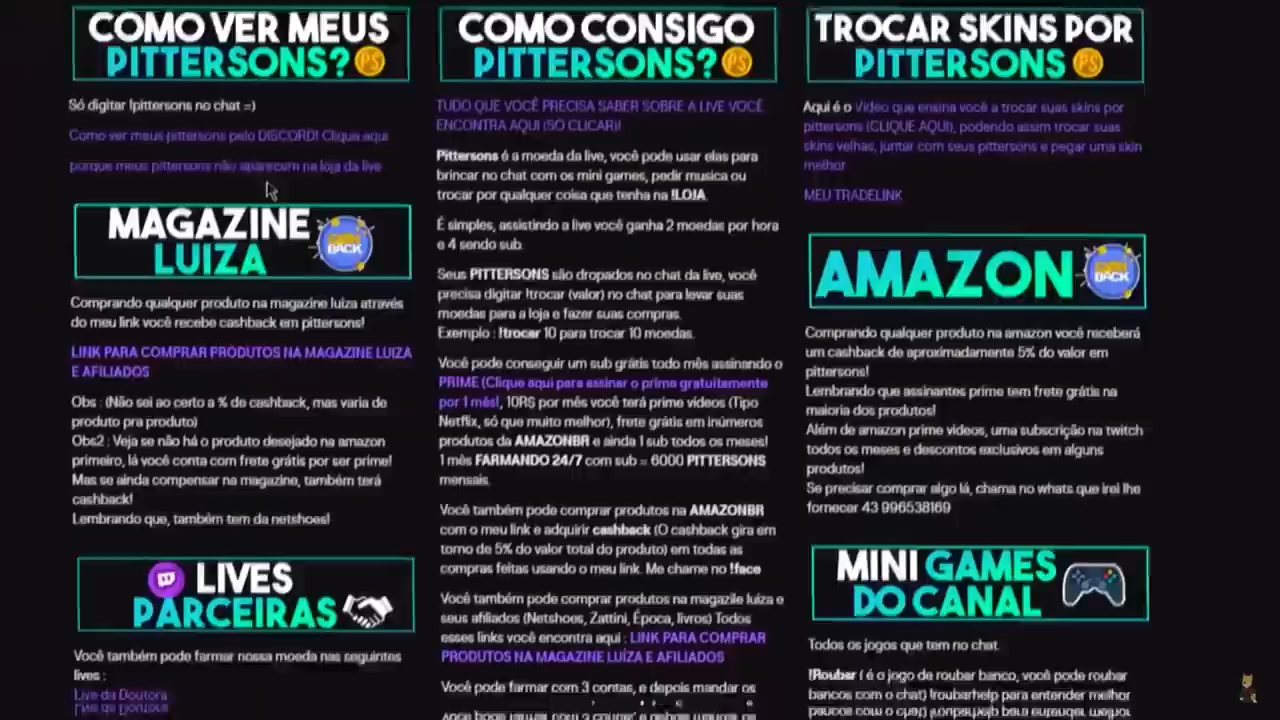 COMO VER MEUS
PITTERSONS? PS
Só digitar !pittersons no chat =)
Como ver meus pittersons pelo DISCORD! Clique aqui
porque meus pittersons não aparecem na loja da live
MAGAZINE
LUIZA
BACK
Comprando qualquer produto na magazine luiza através
do meu link você recebe cashback em pittersons!
LINK PARA COMPRAR PRODUTOS NA MAGAZINE LUIZA
E AFILIADOS
Obs : (Não sei ao certo a % de cashback, mas varia de
produto pra produto)
Obs2 : Veja se não há o produto desejado na amazon
primeiro, lá você conta com frete grátis por ser prime!
Mas se ainda compensar na magazine, também terá
cashback!
Lembrando que, também tem da netshoes!
LIVES
PARCEIRAS
Você também pode farmar nossa moeda nas seguintes
lives :
Live da Doutora
COMO CONSIGO
PITTERSONS? PS
TUDO QUE VOCÊ PRECISA SABER SOBRE A LIVE VOCÊ
ENCONTRA AQUI (SÓ CLICAR)!
Pittersons é a moeda da live, você pode usar elas para
brincar no chat com os mini games, pedir musica ou
trocar por qualquer coisa que tenha na !LOJA.
É simples, assistindo a live você ganha 2 moedas por hora
e 4 sendo sub.
Seus PITTERSONS são dropados no chat da live, você
precisa digitar !trocar (valor) no chat para levar suas
moedas para a loja e fazer suas compras.
Exemplo : !trocar 10 para trocar 10 moedas.
Você pode conseguir um sub grátis todo mês assinando o
PRIME (Clique aqui para assinar o prime gratuitamente
por 1 mês!, 10R$ por mês você terá prime vídeos (Tipo
Netflix, só que muito melhor), frete grátis em inúmeros
produtos da AMAZONBR e ainda 1 sub todos os meses!
1 mês FARMANDO 24/7 com sub = 6000 PITTERSONS
mensais.
Você também pode comprar produtos na AMAZONBR
com o meu link e adquirir cashback (O cashback gira em
torno de 5% do valor total do produto) em todas as
compras feitas usando o meu link. Me chame no !face
Você também pode comprar produtos na magazile luiza e
seus afiliados (Netshoes, Zattini, Época, livros) Todos
esses links você encontra aqui : LINK PARA COMPRAR
PRODUTOS NA MAGAZINE LUÍZA E AFILIADOS
Você pode farmar com 3 contas, e depois mandar os
TROCAR SKINS POR
PITTERSONS PS
Aqui é o Vídeo que ensina você a trocar suas skins por
pittersons (CLIQUE AQUI), podendo assim trocar suas
skins velhas, juntar com seus pittersons e pegar uma skin
melhor
MEU TRADELINK
AMAZON
BACK
Comprando qualquer produto na amazon você receberá
um cashback de aproximadamente 5% do valor em
pittersons!
Lembrando que assinantes prime tem frete grátis na
maioria dos produtos!
Além de amazon prime vídeos, uma subscrição na twitch
todos os meses e descontos exclusivos em alguns
produtos!
Se precisar comprar algo lá, chama no whats que irei lhe
fornecer 43 996538169
MINI GAMES
DO CANAL
Todos os jogos que tem no chat.
!Roubar ( é o jogo de roubar banco, você pode roubar
bancos com o chat) !roubarhelp para entender melhor